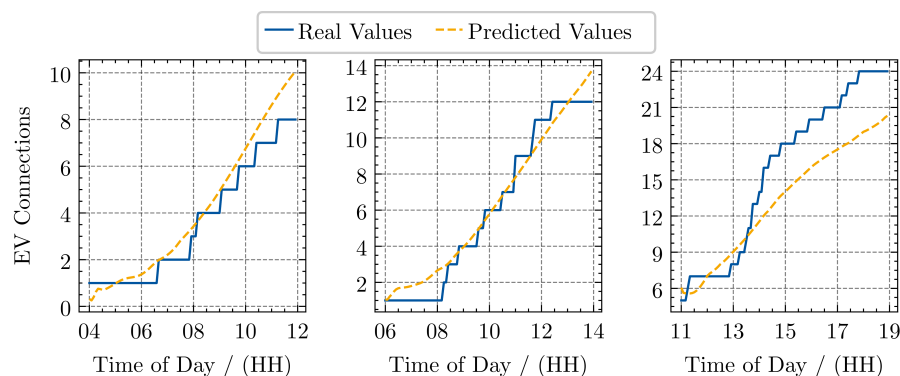 Real Values Predicted Values
10
8
6
4
2
0
04 06 08 10 12
Time of Day / (HH)
EV Connections
14
12
10
8
6
4
2
06 08 10 12 14
Time of Day / (HH)
24
21
18
15
12
9
6
11 13 15 17 19
Time of Day / (HH)